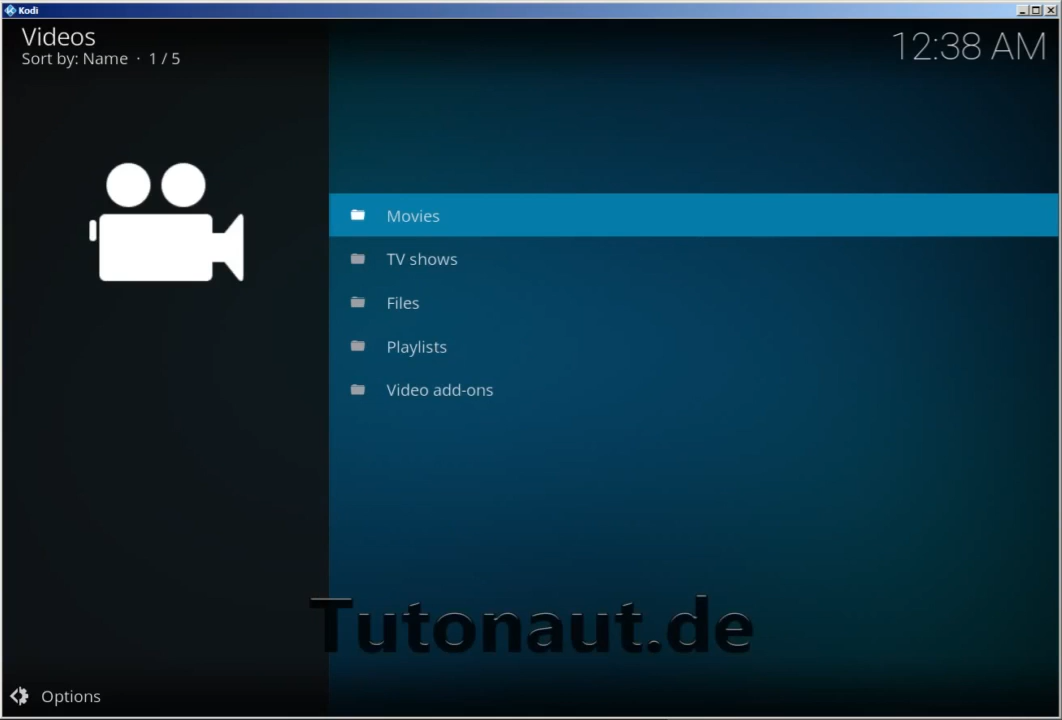 Kodi
Videos
Sort by: Name · 1 / 5
12:38 AM
Movies
TV shows
Files
Playlists
Video add-ons
Tutonaut.de
Options